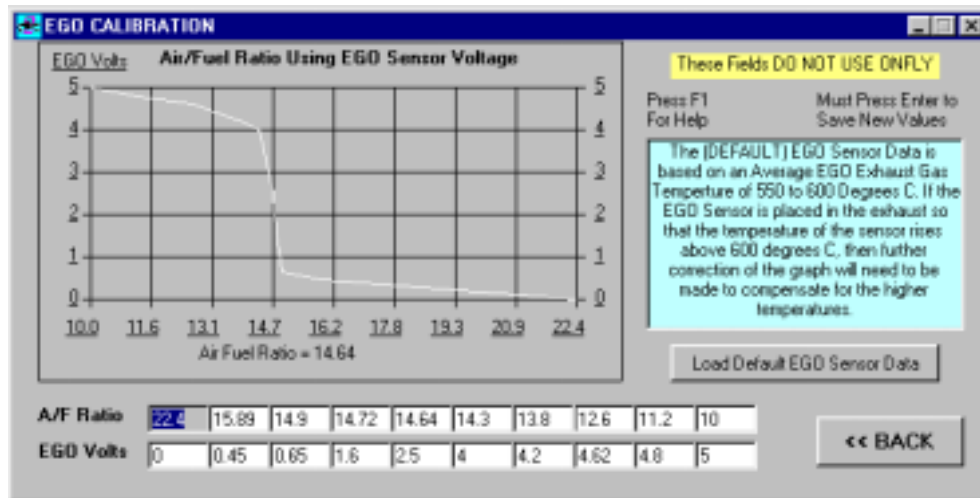 EGO CALIBRATION
EGO Volts
Air/Fuel Ratio Using EGO Sensor Voltage
5 5
4 4
3 3
2 2
1 1
0 0
10.0 11.6 13.1 14.7 16.2 17.8 19.3 20.9 22.4
Air Fuel Ratio = 14.64
These Fields DO NOT USE ONFLY
Press F1
For Help
Must Press Enter to
Save New Values
The [DEFAULT] EGO Sensor Data is
based on an Average EGO Exhaust Gas
Temperture of 550 to 600 Degrees C. If the
EGO Sensor is placed in the exhaust so
that the temperature of the sensor rises
above 600 degrees C, then further
correction of the graph will need to be
made to compensate for the higher
temperatures.
Load Default EGO Sensor Data
A/F Ratio 22.4 15.89 14.9 14.72 14.64 14.3 13.8 12.6 11.2 10
EGO Volts 0 0.45 0.65 1.6 2.5 4 4.2 4.62 4.8 5
<< BACK